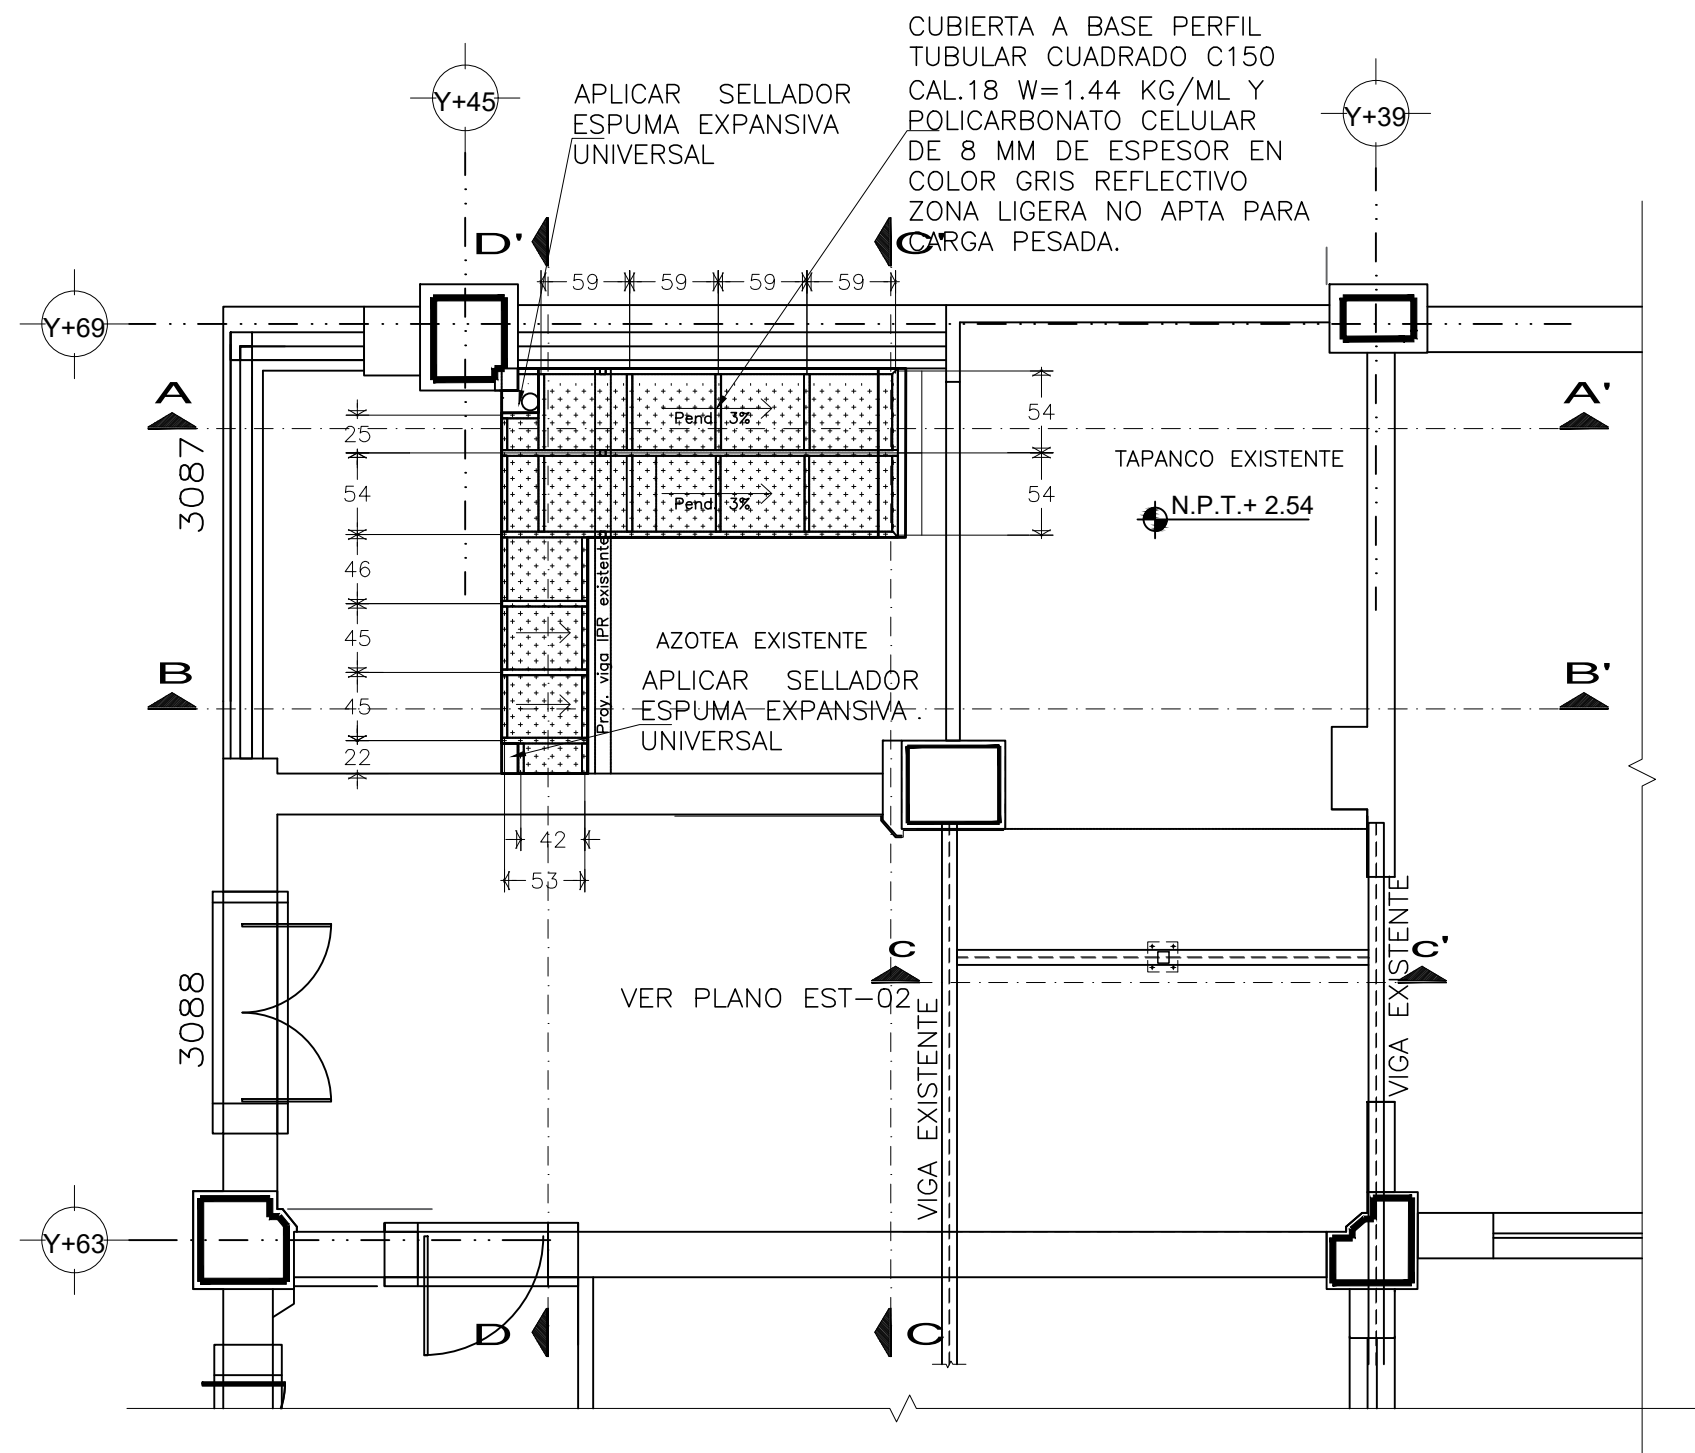 CUBIERTA A BASE PERFIL
TUBULAR CUADRADO C150
CAL.18 W=1.44 KG/ML Y
POLICARBONATO CELULAR
DE 8 MM DE ESPESOR EN
COLOR GRIS REFLECTIVO
ZONA LIGERA NO APTA PARA
CARGA PESADA.
APLICAR SELLADOR
ESPUMA EXPANSIVA
UNIVERSAL
Y+45
Y+39
D'
C'
59
59
59
59
Y+69
A
A'
3087
25
54
46
45
45
22
54
54
Pend. 3%
Pend. 3%
TAPANCO EXISTENTE
N.P.T.+ 2.54
Proy. viga IPR existente
AZOTEA EXISTENTE
B
B'
APLICAR SELLADOR
ESPUMA EXPANSIVA .
UNIVERSAL
42
53
C
C'
3088
VER PLANO EST-02
VIGA EXISTENTE
VIGA EXISTENTE
Y+63
D
C